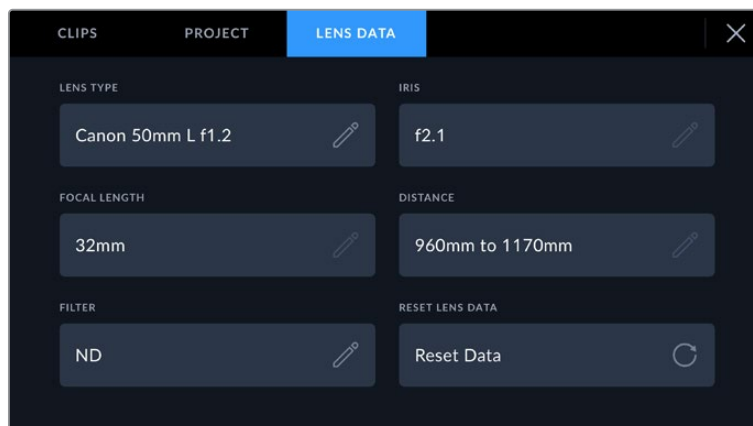 CLIPS PROJECT LENS DATA
LENS TYPE IRIS
Canon 50mm L f1.2 f2.1
FOCAL LENGTH DISTANCE
32mm 960mm to 1170mm
FILTER RESET LENS DATA
ND Reset Data